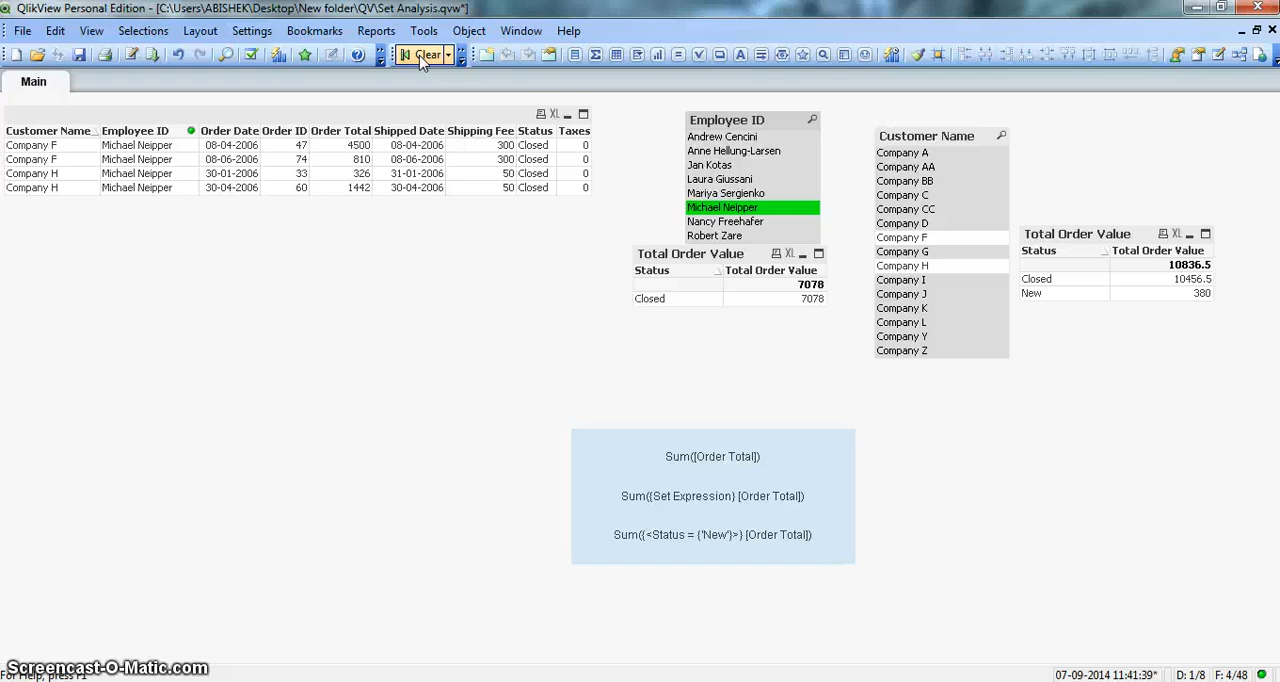 QlikView Personal Edition - [C:\Users\ABISHEK\Desktop\New folder\QV\Set Analysis.qvw*]
File Edit View Selections Layout Settings Bookmarks Reports Tools Object Window Help
Clear
Main
XL
Customer Name Employee ID Order Date Order ID Order Total Shipped Date Shipping Fee Status Taxes
Company F Michael Neipper 08-04-2006 47 4500 08-04-2006 300 Closed 0
Company F Michael Neipper 08-06-2006 74 810 08-06-2006 300 Closed 0
Company H Michael Neipper 30-01-2006 33 326 31-01-2006 50 Closed 0
Company H Michael Neipper 30-04-2006 60 1442 30-04-2006 50 Closed 0
Employee ID
Andrew Cencini
Anne Hellung-Larsen
Jan Kotas
Laura Giussani
Mariya Sergienko
Michael Neipper
Nancy Freehafer
Robert Zare
Total Order Value XL
Status Total Order Value
7078
Closed 7078
Customer Name
Company A
Company AA
Company BB
Company C
Company CC
Company D
Company F
Company G
Company H
Company I
Company J
Company K
Company L
Company Y
Company Z
Total Order Value XL
Status Total Order Value
10836.5
Closed 10456.5
New 380
Sum([Order Total])
Sum({Set Expression} [Order Total])
Sum({<Status = {'New'}>} [Order Total])
Screencast-O-Matic.com
For Help, press F1
07-09-2014 11:41:39* D: 1/8 F: 4/48